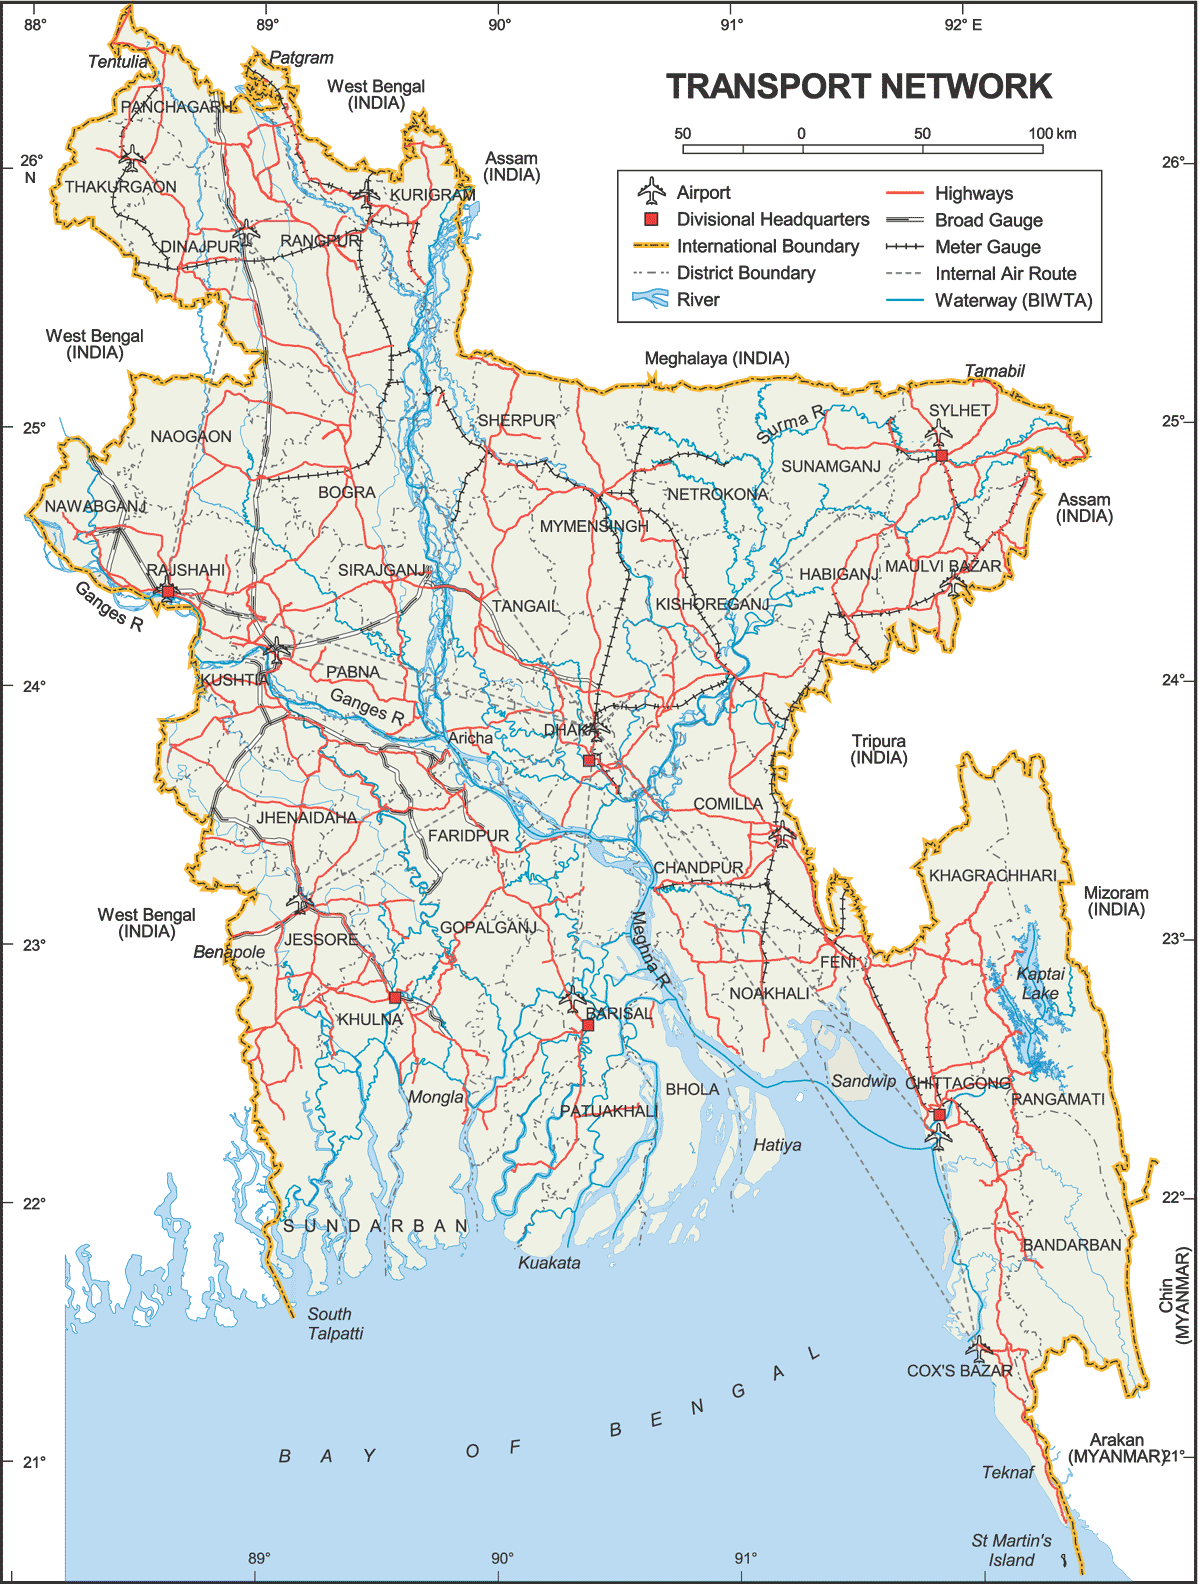 88°
89°
90°
91°
92° E
Tentulia
Patgram
West Bengal
(INDIA)
TRANSPORT NETWORK
50
0
50
100 km
PANCHAGARH
Assam
(INDIA)
26°
N
26°
THAKURGAON
KURIGRAM
Airport
Highways
Divisional Headquarters
Broad Gauge
International Boundary
Meter Gauge
District Boundary
Internal Air Route
River
Waterway (BIWTA)
DINAJPUR
RANGPUR
West Bengal
(INDIA)
Meghalaya (INDIA)
Tamabil
SHERPUR
Surma R
SYLHET
25°
25°
NAOGAON
SUNAMGANJ
BOGRA
NETROKONA
NAWABGANJ
MYMENSINGH
Assam
(INDIA)
RAJSHAHI
SIRAJGANJ
HABIGANJ
MAULVI BAZAR
Ganges R
TANGAIL
KISHOREGANJ
24°
KUSHTIA
PABNA
24°
Ganges R
Aricha
DHAKA
Tripura
(INDIA)
JHENAIDAHA
FARIDPUR
COMILLA
CHANDPUR
KHAGRACHHARI
Mizoram
(INDIA)
West Bengal
(INDIA)
GOPALGANJ
Meghna R
23°
Benapole
JESSORE
23°
FENI
Kaptai
Lake
NOAKHALI
KHULNA
BARISAL
Mongla
BHOLA
Sandwip
CHITTAGONG
PATUAKHALI
RANGAMATI
Hatiya
22°
22°
SUNDARBAN
BANDARBAN
Kuakata
Chin
(MYANMAR)
South
Talpatti
COX'S BAZAR
BAY OF BENGAL
Arakan
(MYANMAR)
21°
21°
Teknaf
St Martin's
Island
89°
90°
91°